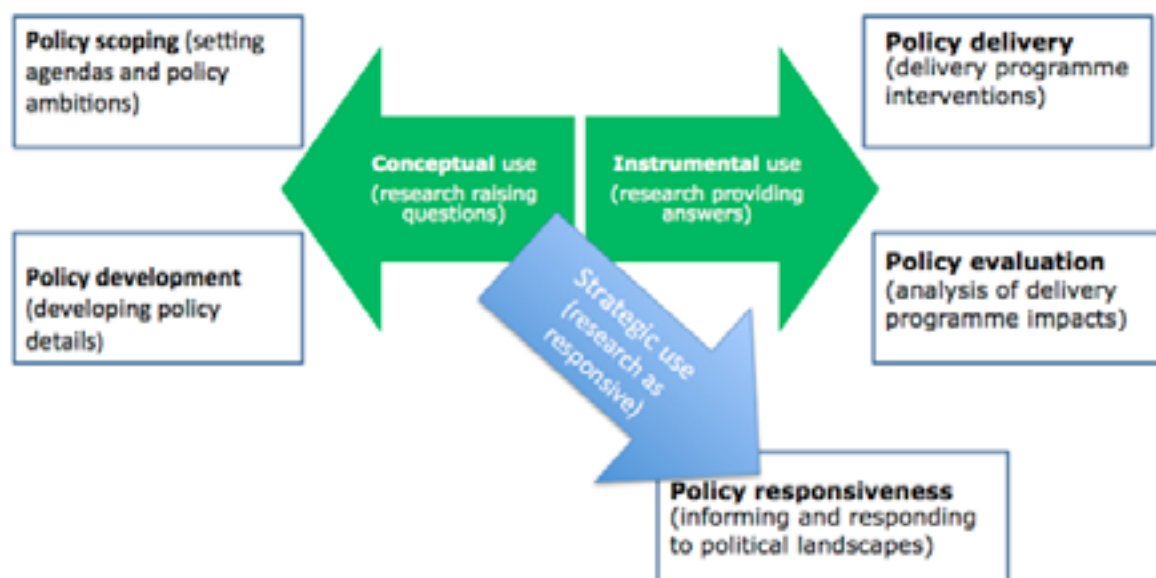 Policy scoping (setting
agendas and policy
ambitions)
Policy development
(developing policy
details)
Conceptual use
(research raising
questions)
Instrumental use
(research providing
answers)
Strategic use
(research as
responsive)
Policy delivery
(delivery programme
interventions)
Policy evaluation
(analysis of delivery
programme impacts)
Policy responsiveness
(informing and responding
to political landscapes)